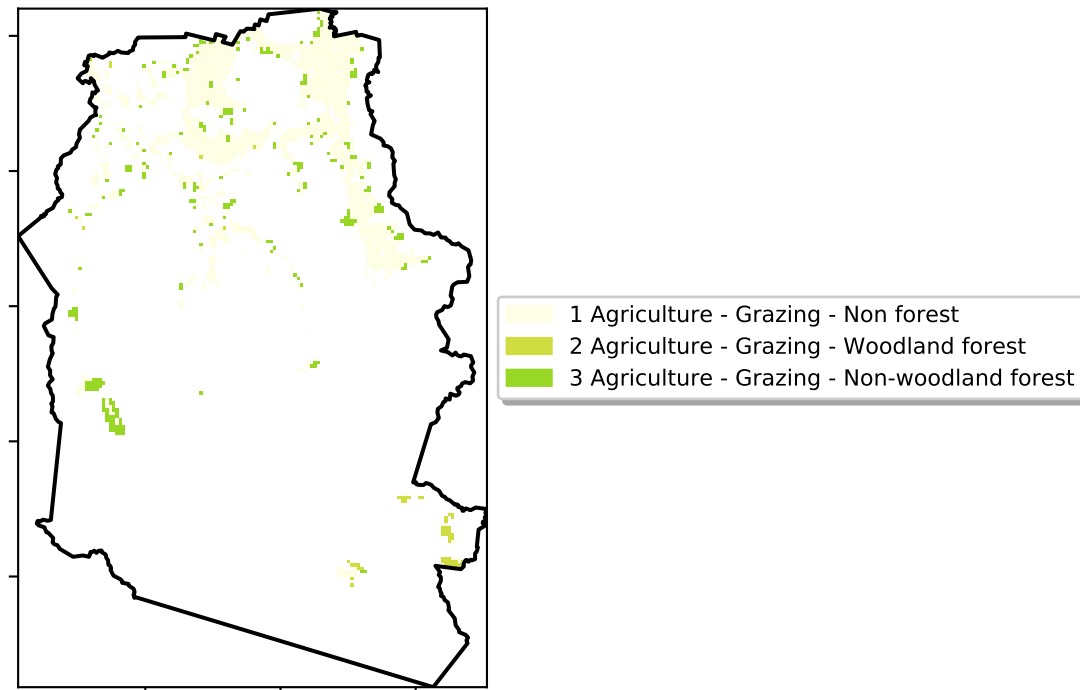 1 Agriculture - Grazing - Non forest
2 Agriculture - Grazing - Woodland forest
3 Agriculture - Grazing - Non-woodland forest